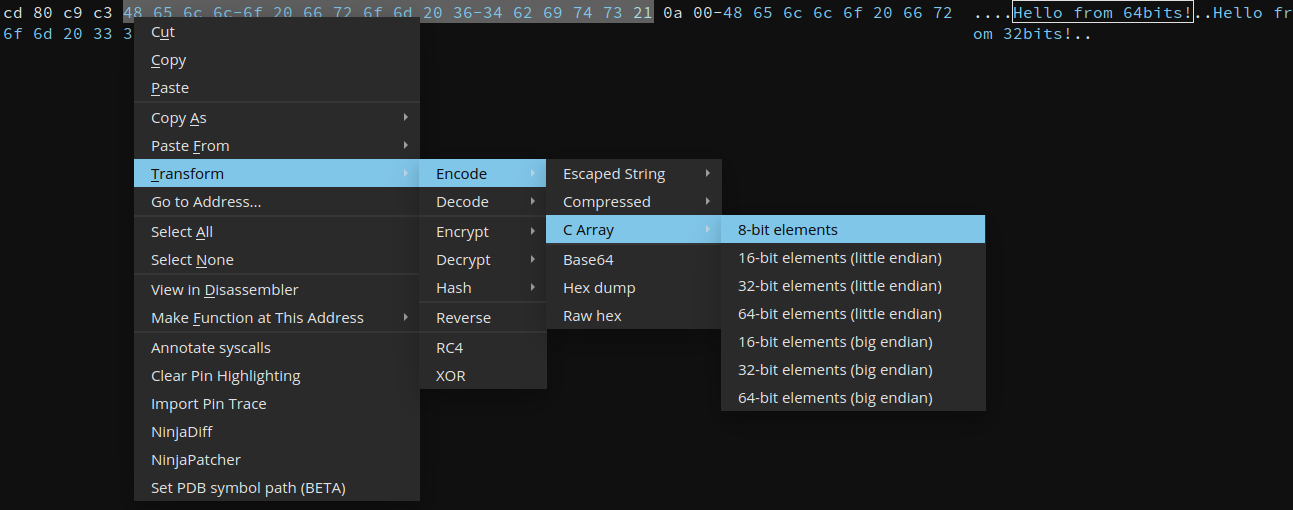 cd 80 c9 c3 48 65 6c 6c-6f 20 66 72 6f 6d 20 36-34 62 69 74 73 21 0a 00-48 65 6c 6c 6f 20 66 72 ....Hello from 64bits!..Hello fr
6f 6d 20 33 3 om 32bits!..
Cut
Copy
Paste
Copy As
Paste From
Transform
Go to Address...
Select All
Select None
View in Disassembler
Make Function at This Address
Annotate syscalls
Clear Pin Highlighting
Import Pin Trace
NinjaDiff
NinjaPatcher
Set PDB symbol path (BETA)
Encode
Decode
Encrypt
Decrypt
Hash
Reverse
RC4
XOR
Escaped String
Compressed
C Array
Base64
Hex dump
Raw hex
8-bit elements
16-bit elements (little endian)
32-bit elements (little endian)
64-bit elements (little endian)
16-bit elements (big endian)
32-bit elements (big endian)
64-bit elements (big endian)